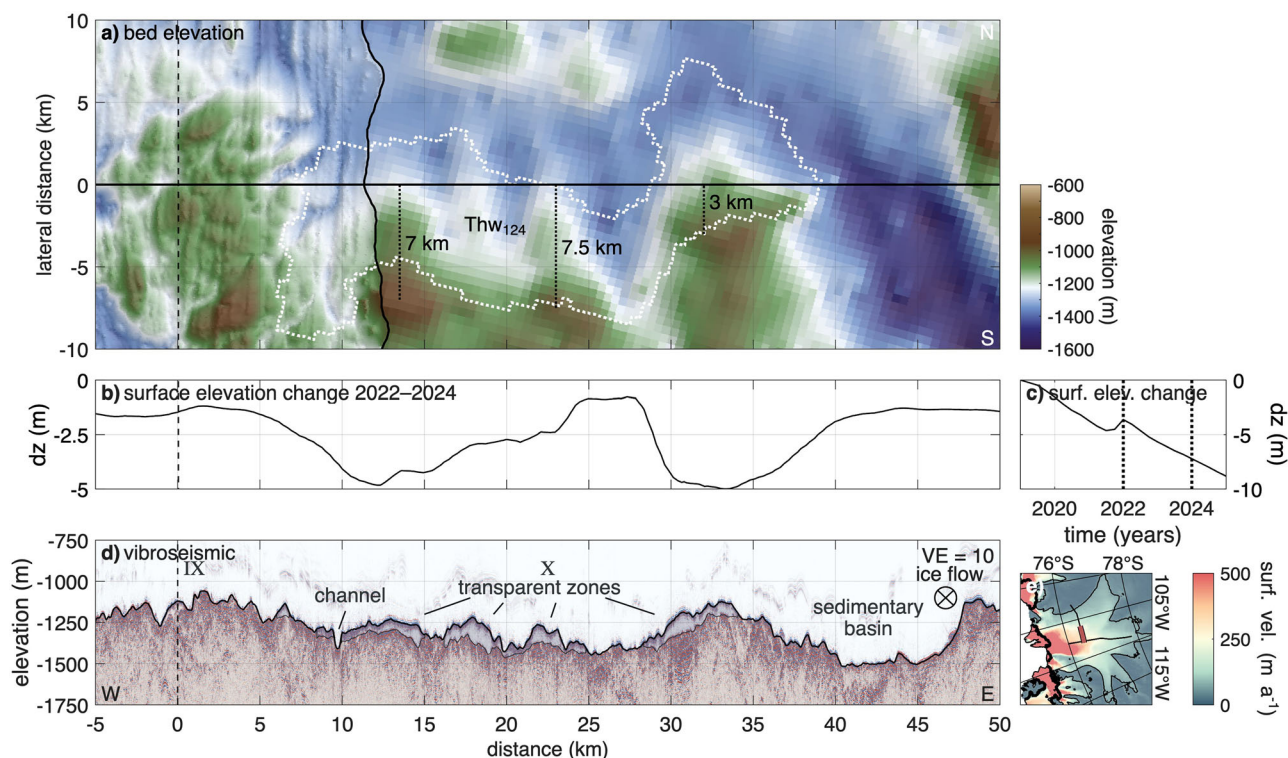 a) bed elevation
N
10
5
0
-5
-10
lateral distance (km)
Thw124
7 km
7.5 km
3 km
S
-600
-800
-1000
-1200
-1400
-1600
elevation (m)
b) surface elevation change 2022–2024
0
-2.5
-5
dz (m)
c) surf. elev. change
0
-5
-10
dz (m)
2020 2022 2024
time (years)
d) vibroseismic
VE = 10
ice flow
IX
X
channel
transparent zones
sedimentary
basin
-750
-1000
-1250
-1500
-1750
elevation (m)
W
E
-5 0 5 10 15 20 25 30 35 40 45 50
distance (km)
76°S 78°S
105°W
115°W
500
250
0
surf. vel. (m a-1)